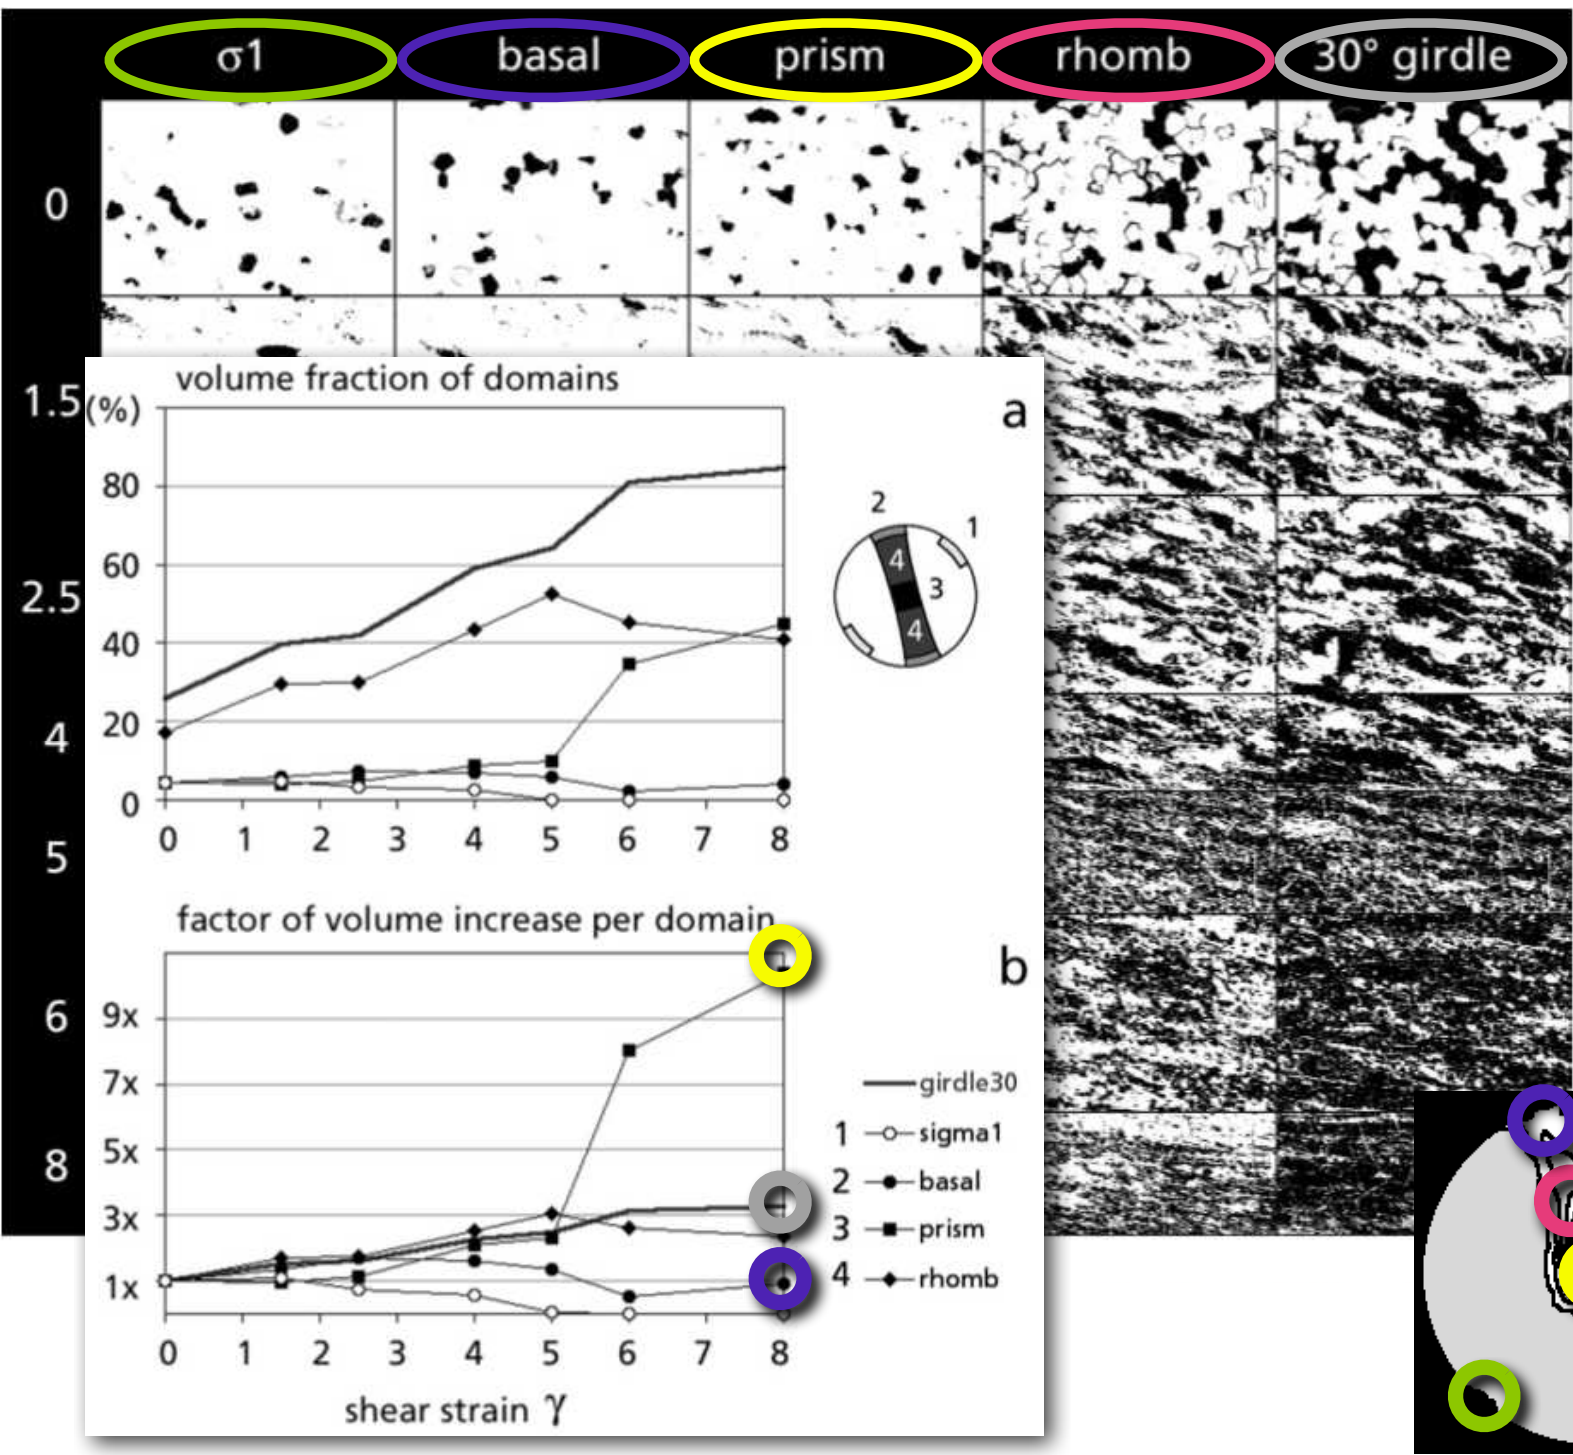 σ1 basal prism rhomb 30° girdle
0
1.5
2.5
4
5
6
8
volume fraction of domains
(%)
a
80
60
40
20
0
0 1 2 3 4 5 6 7 8
2
1
4
3
4
factor of volume increase per domain
b
9x
7x
5x
3x
1x
0 1 2 3 4 5 6 7 8
shear strain γ
girdle30
1 sigma1
2 basal
3 prism
4 rhomb